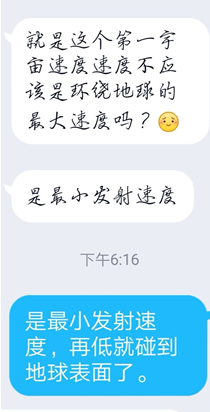 就是这个第一宇
宙速度速度不应
该是环绕地球的
最大速度吗？😔
是最小发射速度
下午6:16
是最小发射速
度，再低就碰到
地球表面了。